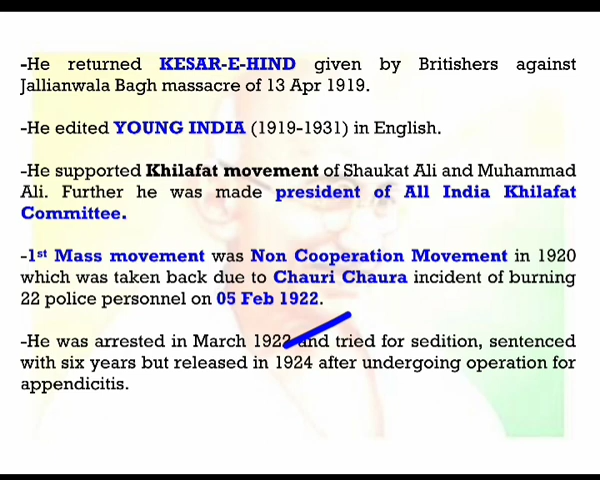 -He returned KESAR-E-HIND given by Britishers against
Jallianwala Bagh massacre of 13 Apr 1919.
-He edited YOUNG INDIA (1919-1931) in English.
-He supported Khilafat movement of Shaukat Ali and Muhammad
Ali. Further he was made president of All India Khilafat
Committee.
-1st Mass movement was Non Cooperation Movement in 1920
which was taken back due to Chauri Chaura incident of burning
22 police personnel on 05 Feb 1922.
-He was arrested in March 1922 and tried for sedition, sentenced
with six years but released in 1924 after undergoing operation for
appendicitis.